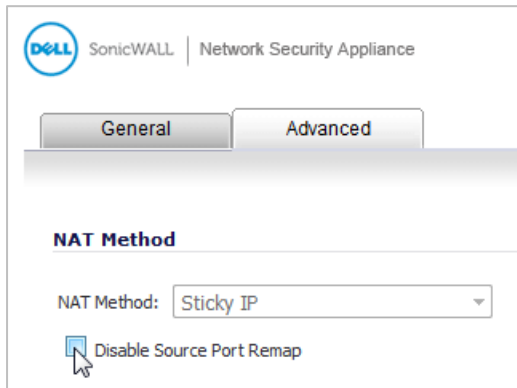 DELL SonicWALL | Network Security Appliance
General Advanced
NAT Method
NAT Method: Sticky IP
Disable Source Port Remap